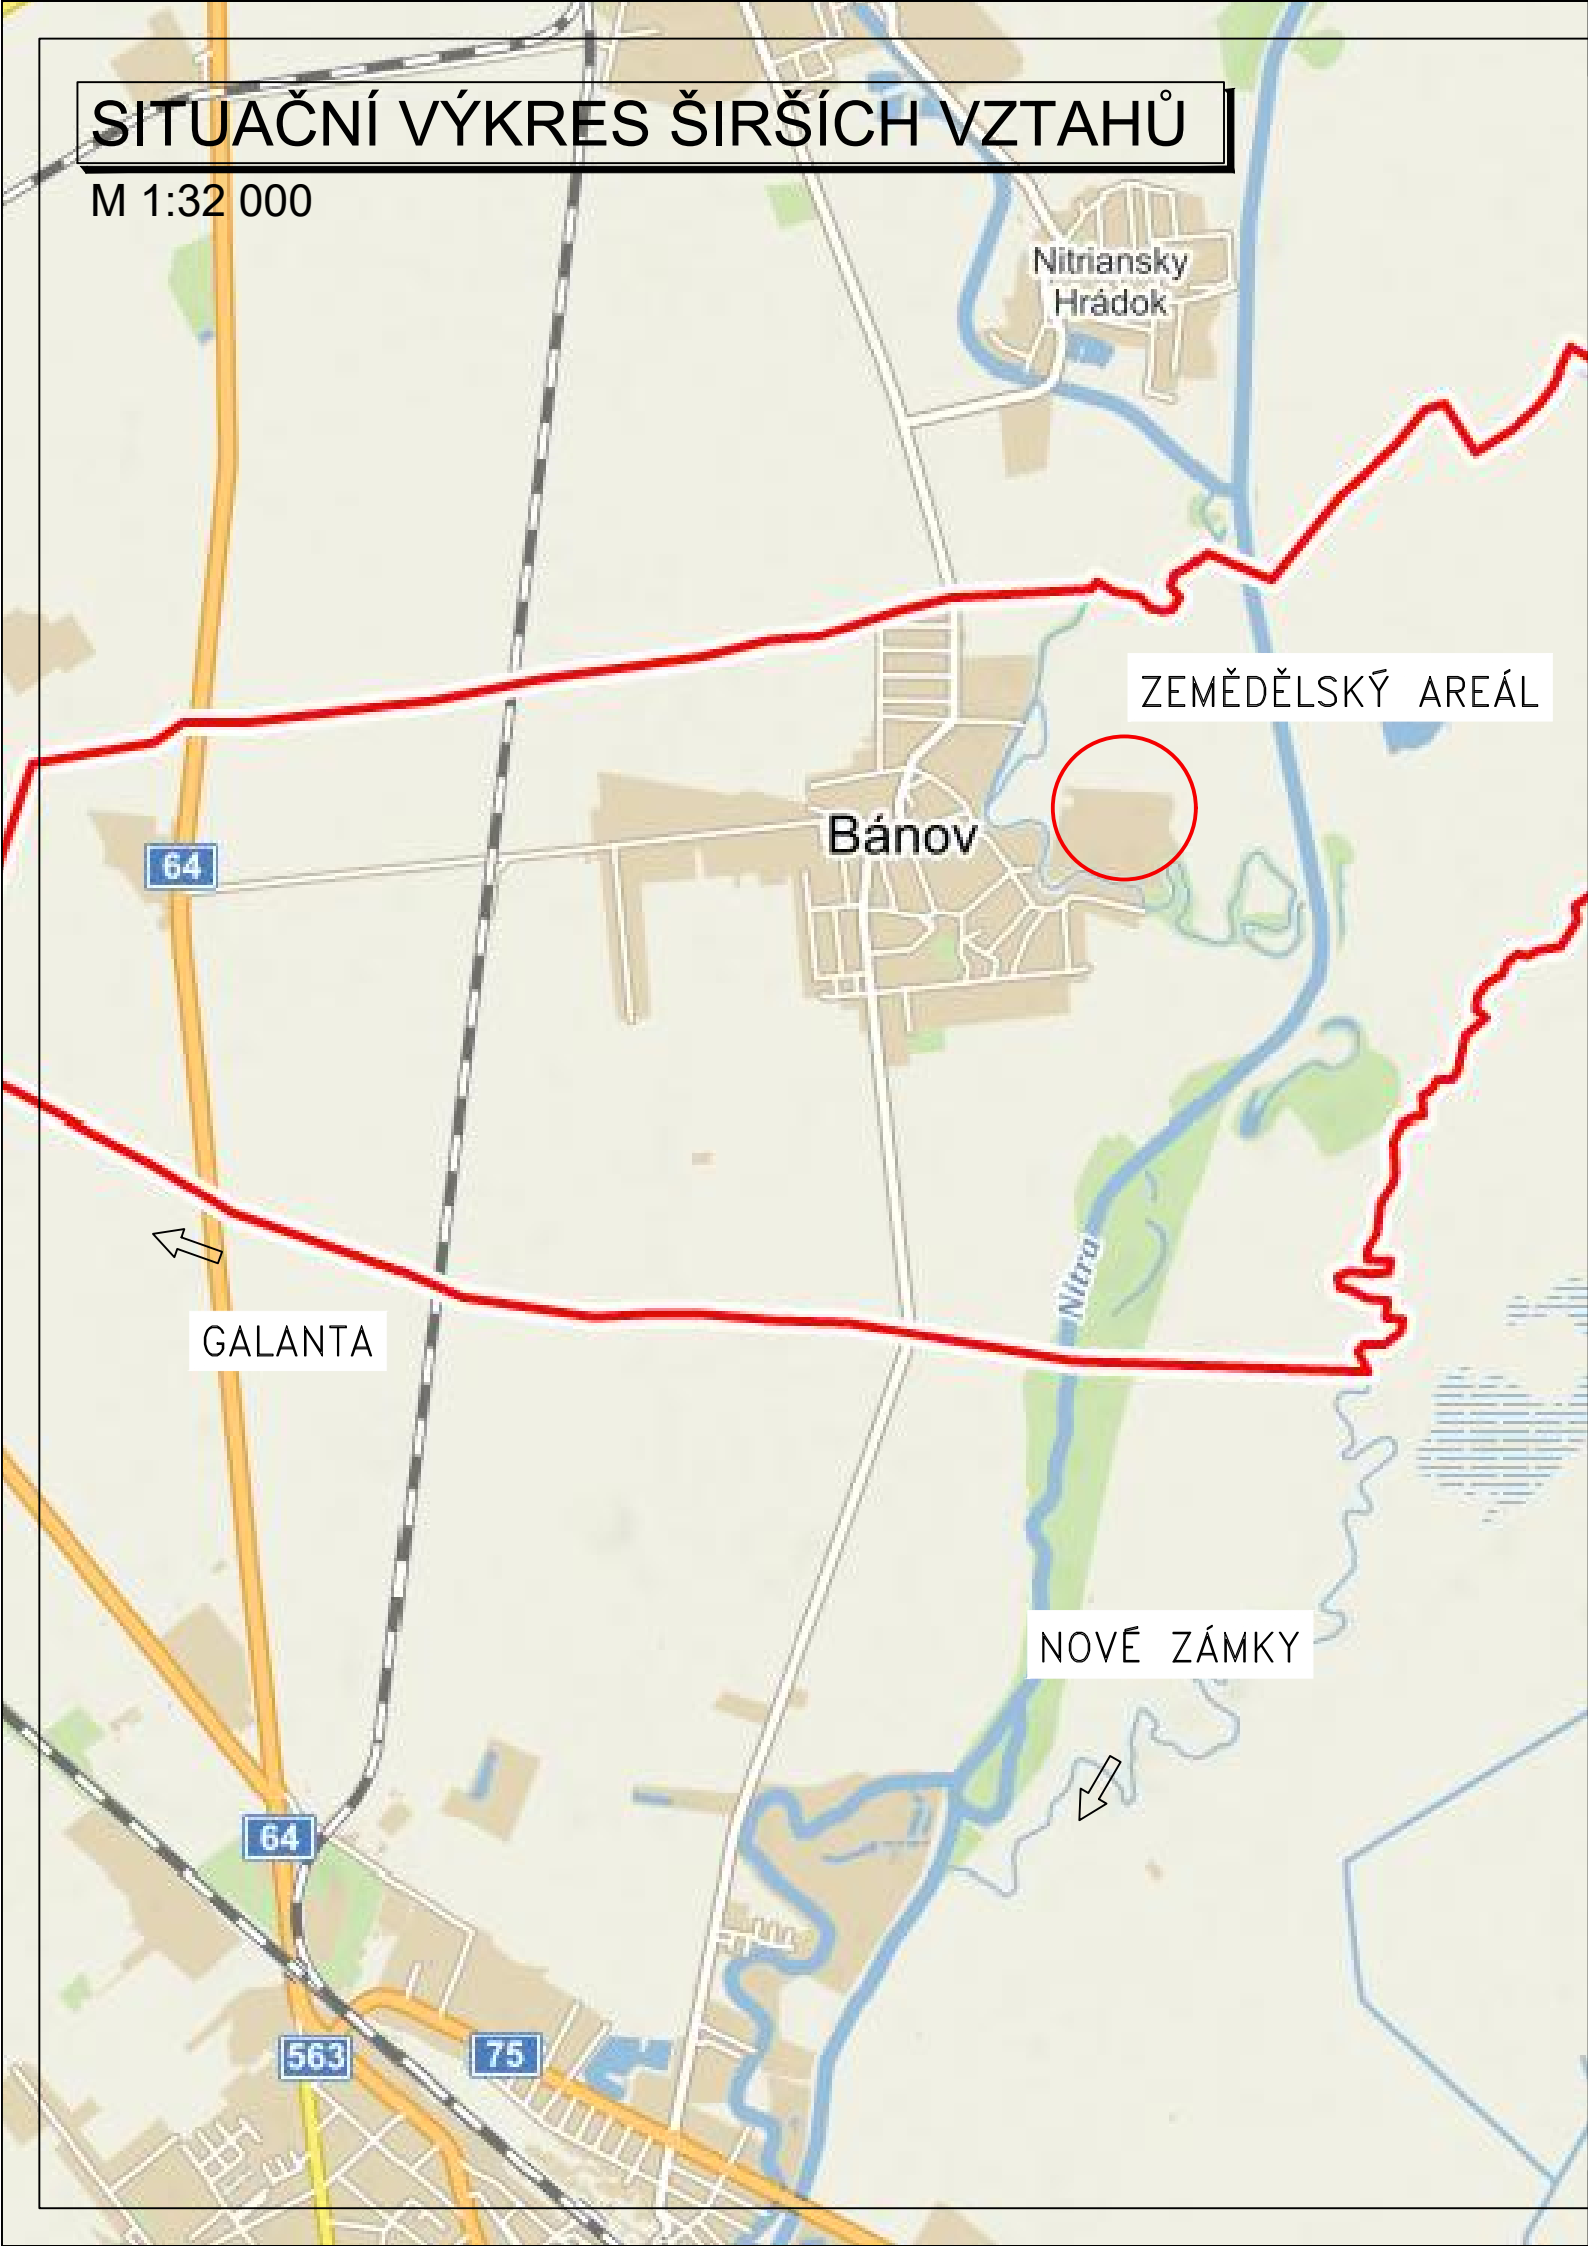 SITUAČNÍ VÝKRES ŠIRŠÍCH VZTAHŮ
M 1:32 000
Nitriansky
Hrádok
ZEMĚDĚLSKÝ AREÁL
Bánov
64
Nitra
GALANTA
NOVÉ ZÁMKY
64
563
75